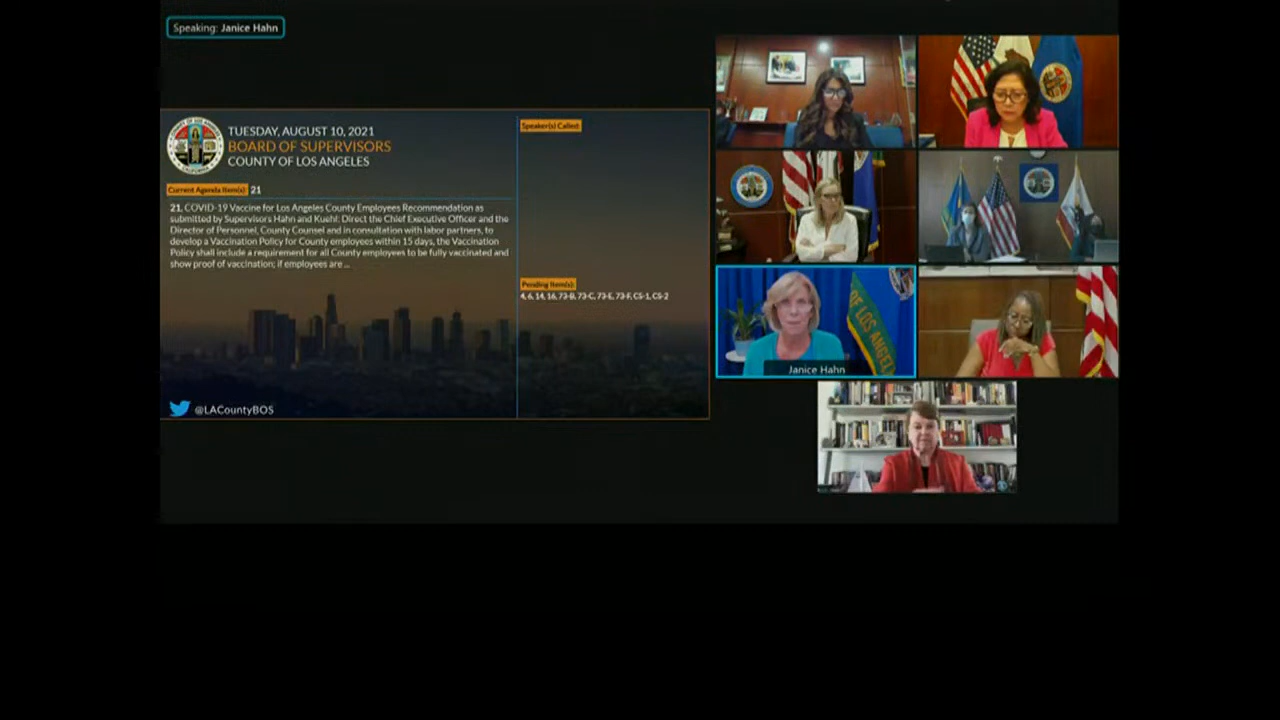 Speaking: Janice Hahn
TUESDAY, AUGUST 10, 2021
BOARD OF SUPERVISORS
COUNTY OF LOS ANGELES
Current Agenda Item(s): 21
21. COVID-19 Vaccine for Los Angeles County Employees Recommendation as
submitted by Supervisors Hahn and Kuehl: Direct the Chief Executive Officer and the
Director of Personnel, County Counsel and in consultation with labor partners, to
develop a Vaccination Policy for County employees within 15 days, the Vaccination
Policy shall include a requirement for all County employees to be fully vaccinated and
show proof of vaccination; if employees are ...
@LACountyBOS
Speaker(s) Called:
Pending Item(s):
4, 6, 14, 16, 73-B, 73-C, 73-E, 73-F, CS-1, CS-2
OF LOS ANGELES
Janice Hahn